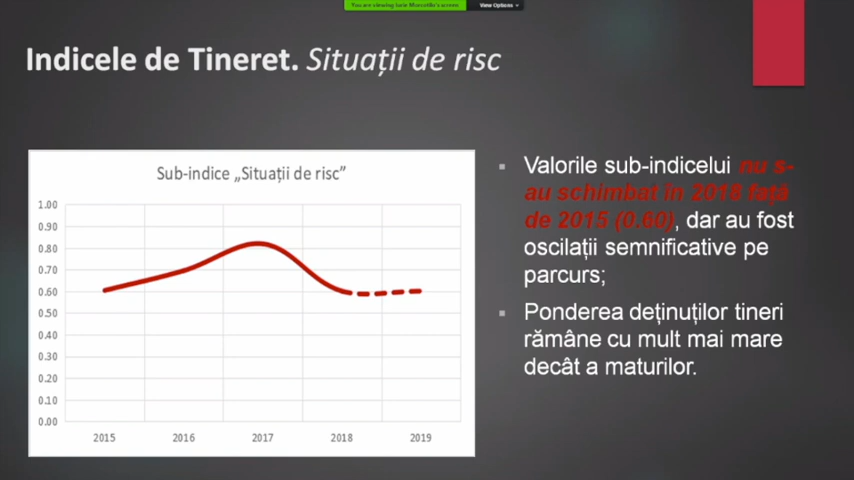 You are viewing Iurie Morcotilo's screen View Options
Indicele de Tineret. Situații de risc
Sub-indice „Situații de risc”
1.00
0.90
0.80
0.70
0.60
0.50
0.40
0.30
0.20
0.10
0.00
2015 2016 2017 2018 2019
Valorile sub-indicelui nu s-
au schimbat în 2018 față
de 2015 (0.60), dar au fost
oscilații semnificative pe
parcurs;
Ponderea deținuților tineri
rămâne cu mult mai mare
decât a maturilor.